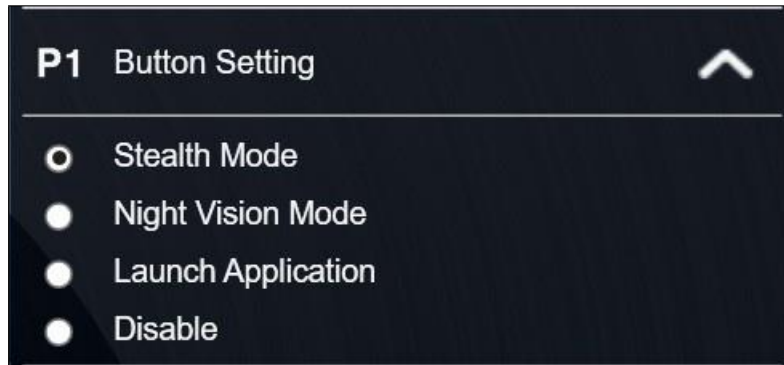 P1 Button Setting
Stealth Mode
Night Vision Mode
Launch Application
Disable